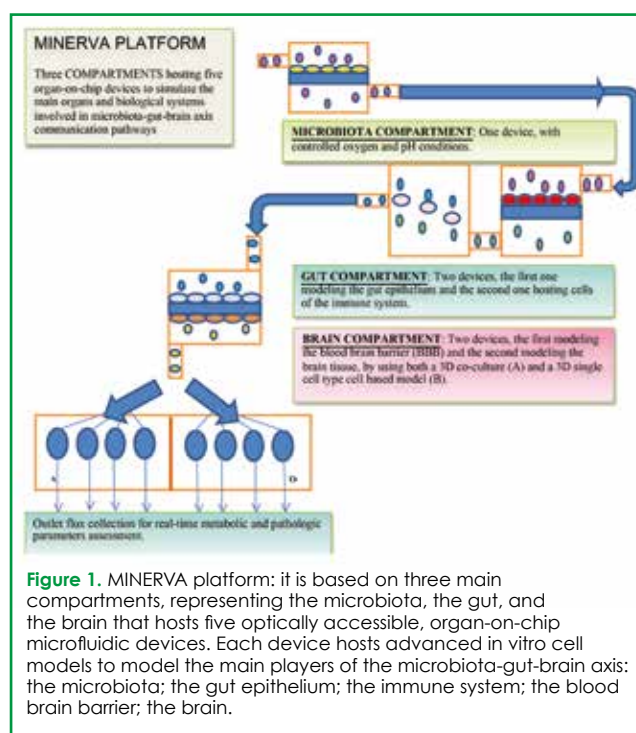 MINERVA PLATFORM
Three COMPARTMENTS hosting five
organ-on-chip devices to simulate the
main organs and biological systems
involved in microbiota-gut-brain axis
communication pathways
MICROBIOTA COMPARTMENT: One device, with
controlled oxygen and pH conditions.
GUT COMPARTMENT: Two devices, the first one
modeling the gut epithelium and the second one hosting cells
of the immune system.
BRAIN COMPARTMENT: Two devices, the first modeling
the blood brain barrier (BBB) and the second modeling the
brain tissue, by using both a 3D co-culture (A) and a 3D single
cell type cell based model (B).
A
Outlet flux collection for real-time metabolic and pathologic
parameters assessment.
Figure 1. MINERVA platform: it is based on three main
compartments, representing the microbiota, the gut, and
the brain that hosts five optically accessible, organ-on-chip
microfluidic devices. Each device hosts advanced in vitro cell
models to model the main players of the microbiota-gut-brain axis:
the microbiota; the gut epithelium; the immune system; the blood
brain barrier; the brain.